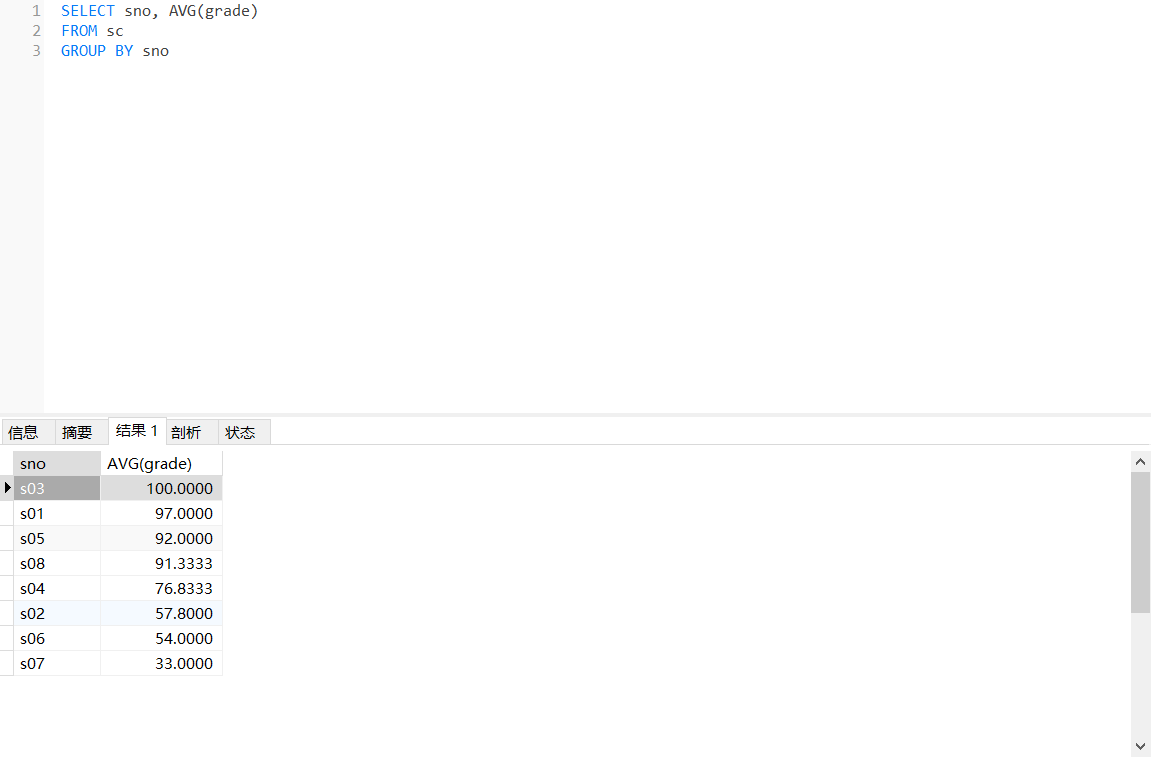 1 SELECT sno, AVG(grade)
2 FROM sc
3 GROUP BY sno
信息 摘要 结果 1 剖析 状态
sno AVG(grade)
s03 100.0000
s01 97.0000
s05 92.0000
s08 91.3333
s04 76.8333
s02 57.8000
s06 54.0000
s07 33.0000